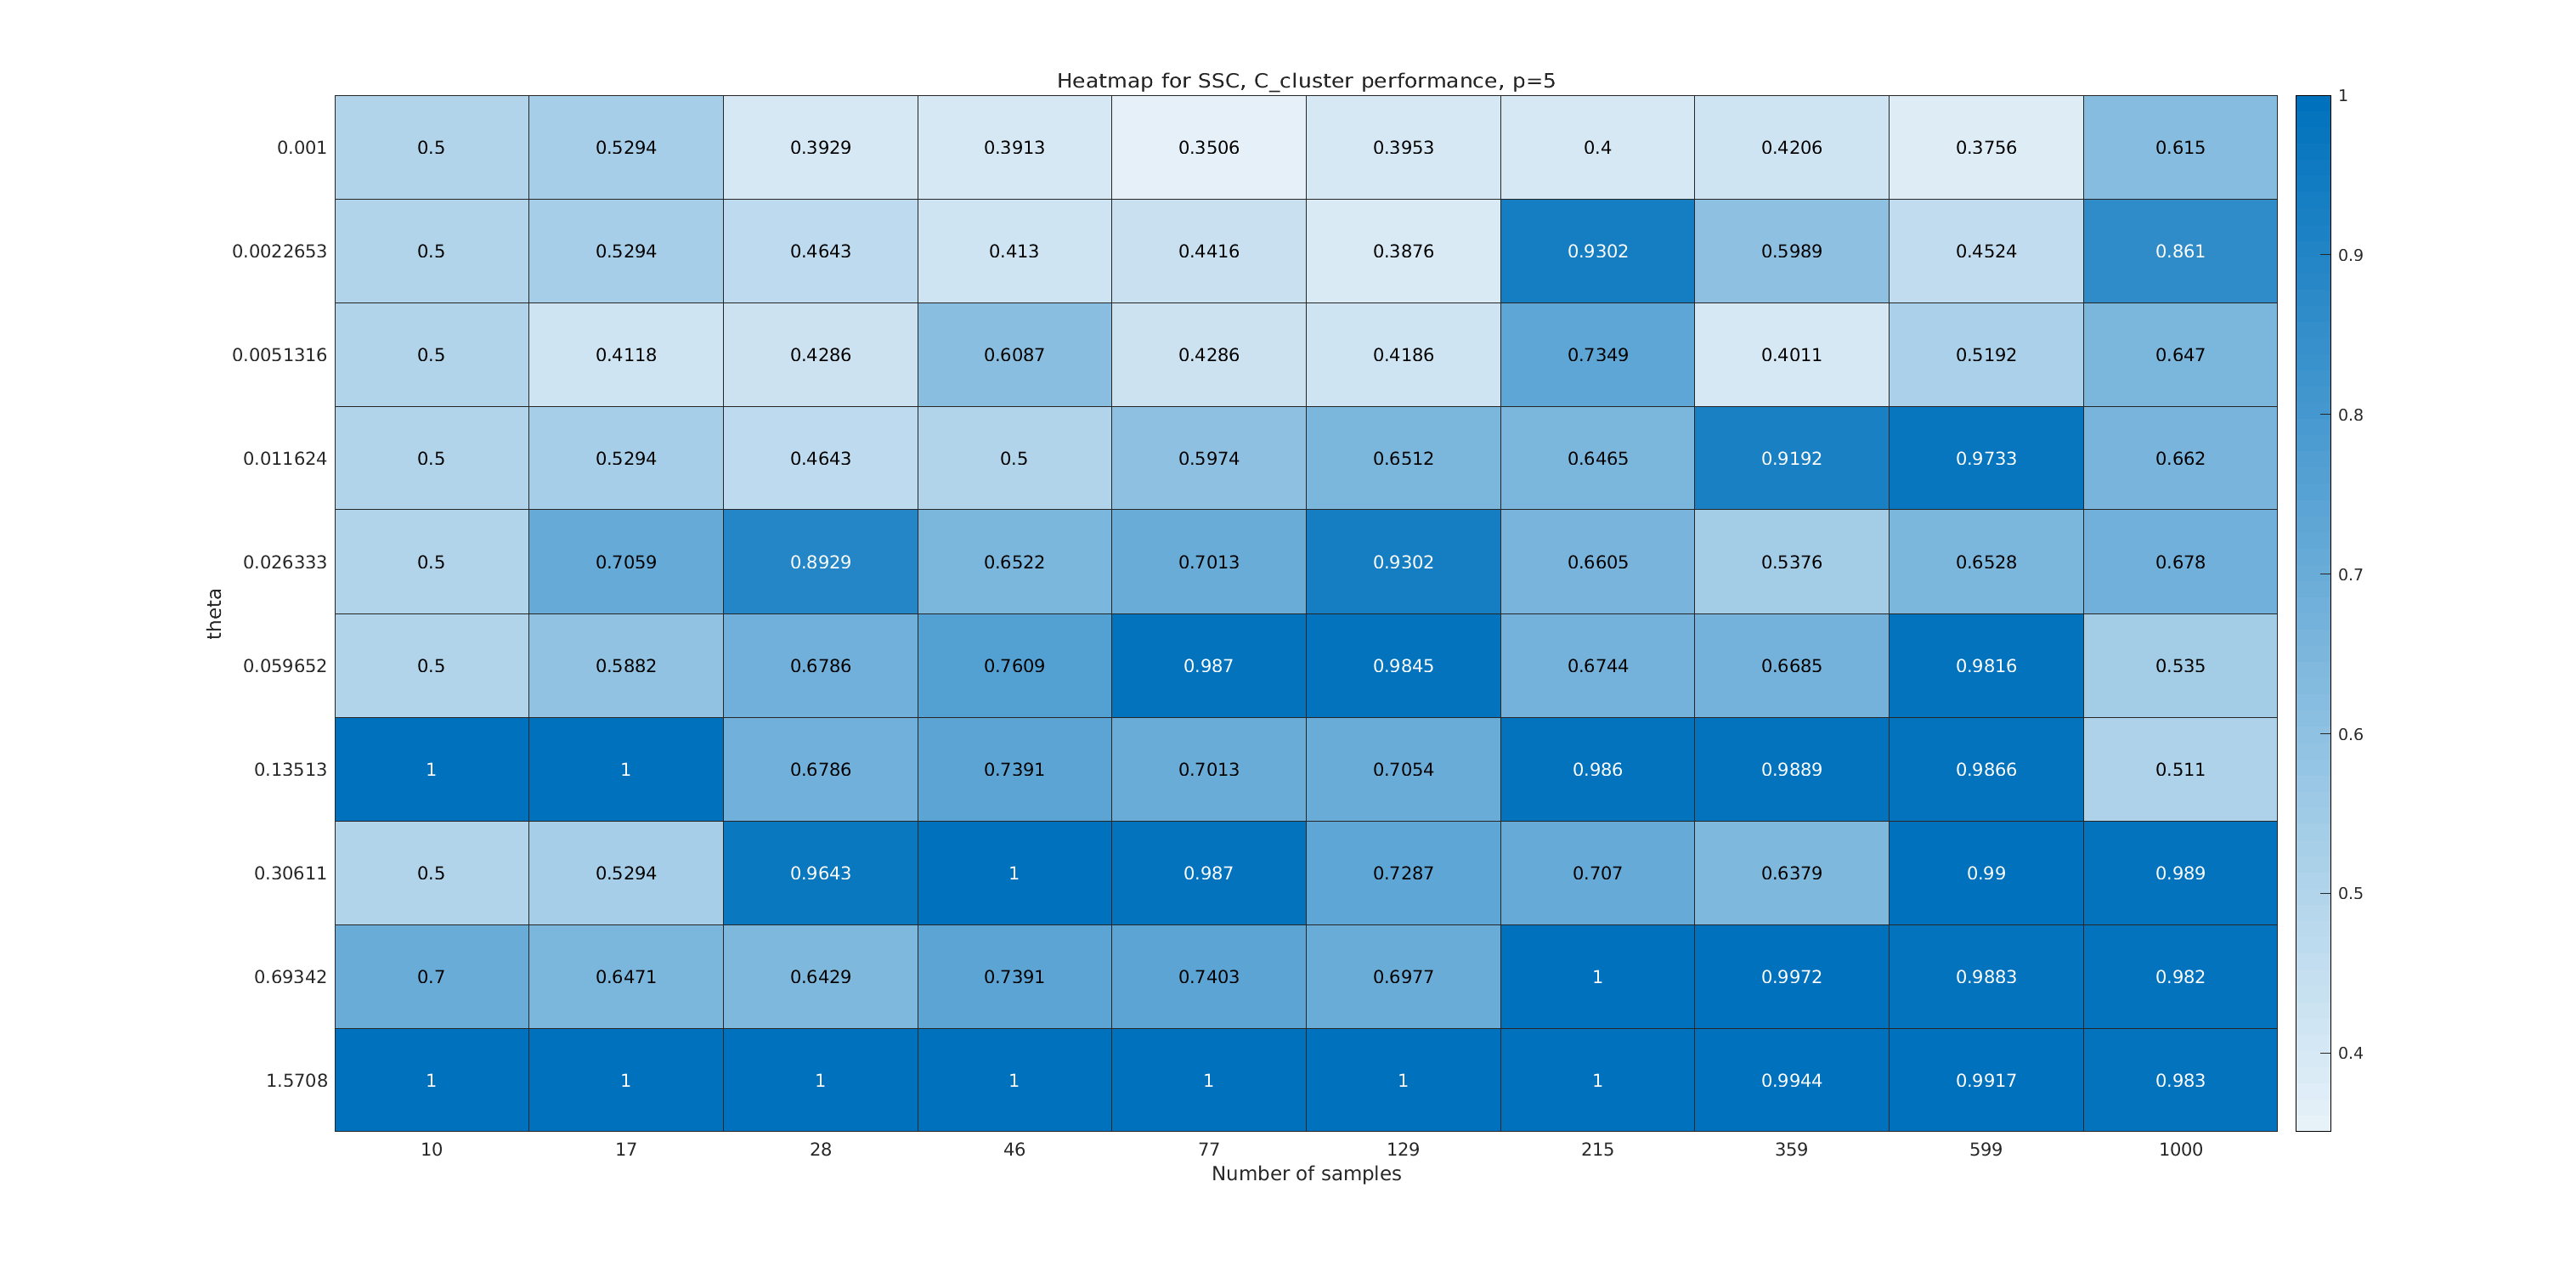 Heatmap for SSC, C_cluster performance, p=5
0.001 0.5 0.5294 0.3929 0.3913 0.3506 0.3953 0.4 0.4206 0.3756 0.615
0.0022653 0.5 0.5294 0.4643 0.413 0.4416 0.3876 0.9302 0.5989 0.4524 0.861
0.0051316 0.5 0.4118 0.4286 0.6087 0.4286 0.4186 0.7349 0.4011 0.5192 0.647
0.011624 0.5 0.5294 0.4643 0.5 0.5974 0.6512 0.6465 0.9192 0.9733 0.662
0.026333 0.5 0.7059 0.8929 0.6522 0.7013 0.9302 0.6605 0.5376 0.6528 0.678
0.059652 0.5 0.5882 0.6786 0.7609 0.987 0.9845 0.6744 0.6685 0.9816 0.535
0.13513 1 1 0.6786 0.7391 0.7013 0.7054 0.986 0.9889 0.9866 0.511
0.30611 0.5 0.5294 0.9643 1 0.987 0.7287 0.707 0.6379 0.99 0.989
0.69342 0.7 0.6471 0.6429 0.7391 0.7403 0.6977 1 0.9972 0.9883 0.982
1.5708 1 1 1 1 1 1 1 0.9944 0.9917 0.983
10 17 28 46 77 129 215 359 599 1000
Number of samples
theta
1
0.9
0.8
0.7
0.6
0.5
0.4